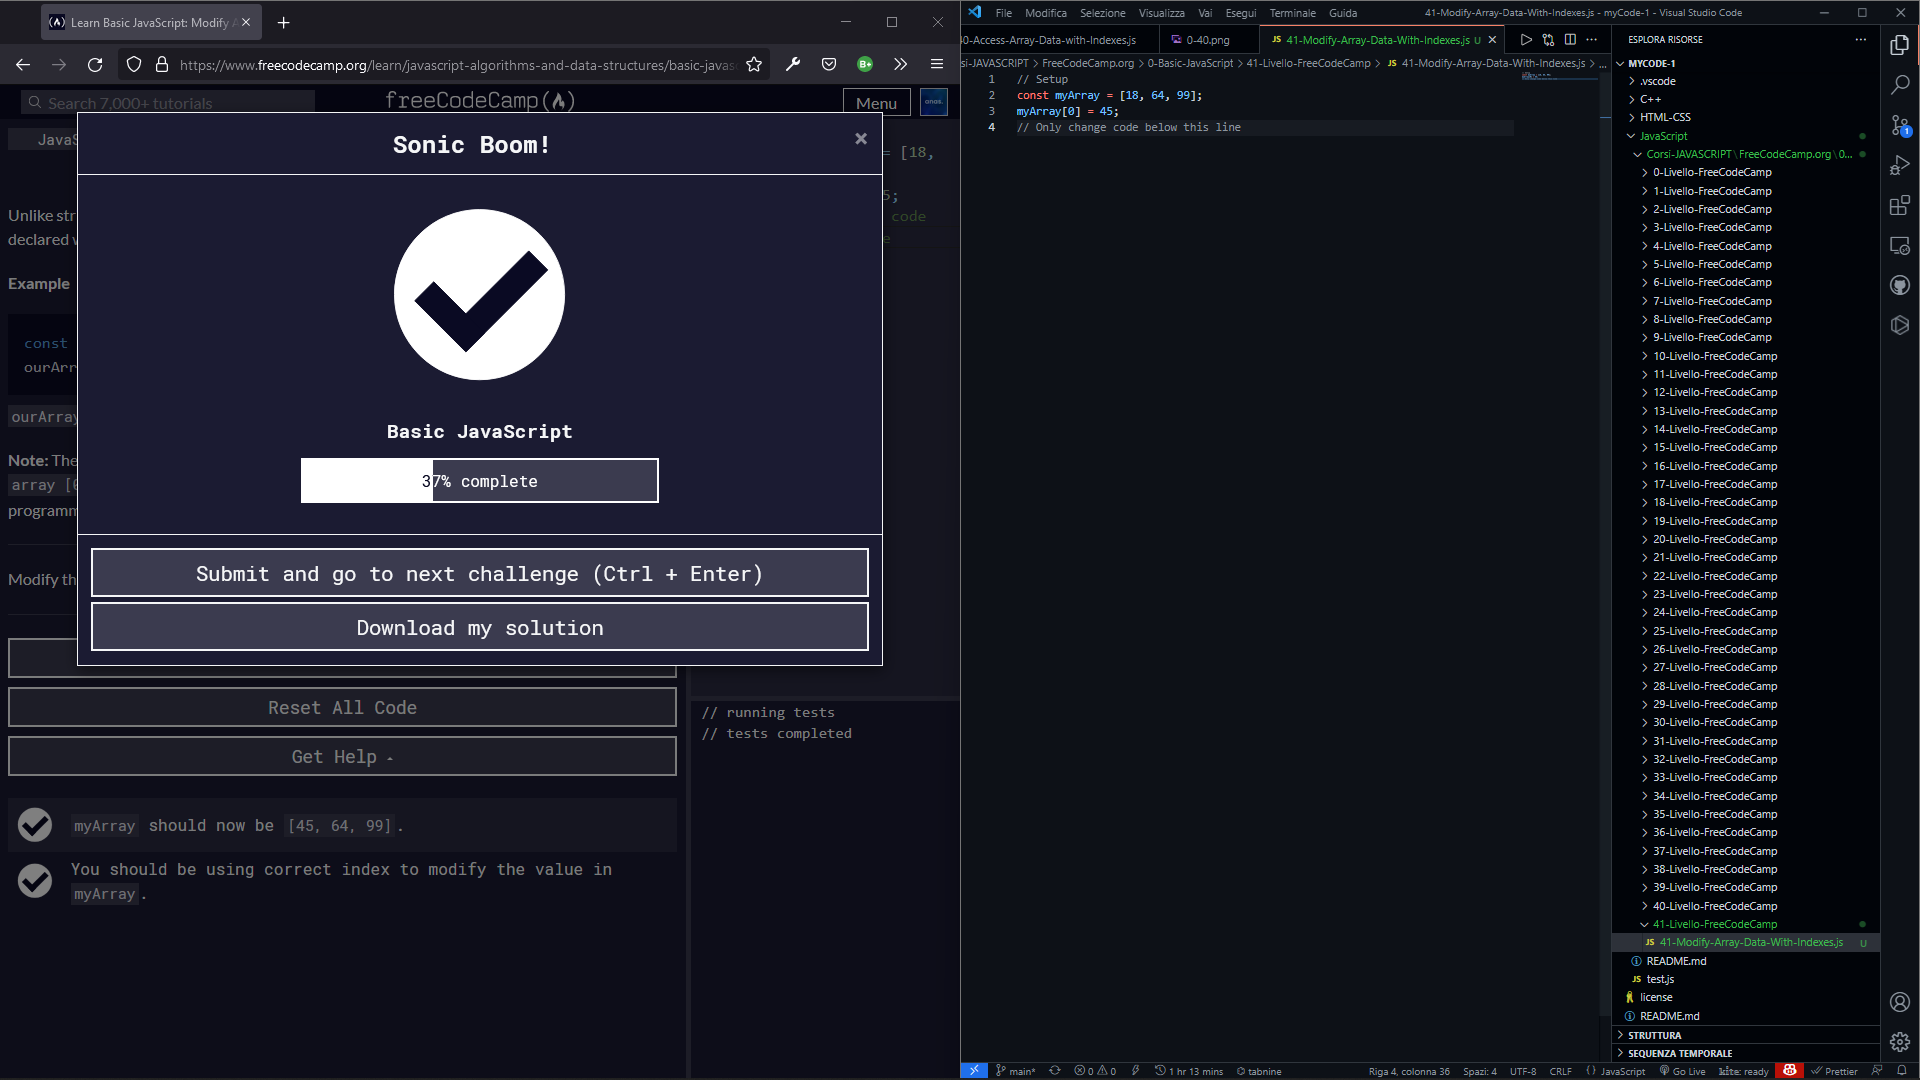 Learn Basic JavaScript: Modify A
https://www.freecodecamp.org/learn/javascript-algorithms-and-data-structures/basic-javas
Search 7,000+ tutorials
freeCodeCamp
Menu
JavaS
Unlike str
declared w
Example
const
ourArr
ourArray
Note: The
array [0
programm
Modify th
= [18,
5;
code
e
Sonic Boom!
×
Basic JavaScript
37% complete
Submit and go to next challenge (Ctrl + Enter)
Download my solution
Reset All Code
Get Help
myArray should now be [45, 64, 99].
You should be using correct index to modify the value in
myArray.
// running tests
// tests completed
File Modifica Selezione Visualizza Vai Esegui Terminale Guida
41-Modify-Array-Data-With-Indexes.js - myCode-1 - Visual Studio Code
40-Access-Array-Data-with-Indexes.js
0-40.png
JS 41-Modify-Array-Data-With-Indexes.js U
si-JAVASCRIPT > FreeCodeCamp.org > 0-Basic-JavaScript > 41-Livello-FreeCodeCamp > JS 41-Modify-Array-Data-With-Indexes.js > ...
1 // Setup
2 const myArray = [18, 64, 99];
3 myArray[0] = 45;
4 // Only change code below this line
ESPLORA RISORSE
MYCODE-1
.vscode
C++
HTML-CSS
JavaScript
Corsi-JAVASCRIPT \ FreeCodeCamp.org \ 0...
0-Livello-FreeCodeCamp
1-Livello-FreeCodeCamp
2-Livello-FreeCodeCamp
3-Livello-FreeCodeCamp
4-Livello-FreeCodeCamp
5-Livello-FreeCodeCamp
6-Livello-FreeCodeCamp
7-Livello-FreeCodeCamp
8-Livello-FreeCodeCamp
9-Livello-FreeCodeCamp
10-Livello-FreeCodeCamp
11-Livello-FreeCodeCamp
12-Livello-FreeCodeCamp
13-Livello-FreeCodeCamp
14-Livello-FreeCodeCamp
15-Livello-FreeCodeCamp
16-Livello-FreeCodeCamp
17-Livello-FreeCodeCamp
18-Livello-FreeCodeCamp
19-Livello-FreeCodeCamp
20-Livello-FreeCodeCamp
21-Livello-FreeCodeCamp
22-Livello-FreeCodeCamp
23-Livello-FreeCodeCamp
24-Livello-FreeCodeCamp
25-Livello-FreeCodeCamp
26-Livello-FreeCodeCamp
27-Livello-FreeCodeCamp
28-Livello-FreeCodeCamp
29-Livello-FreeCodeCamp
30-Livello-FreeCodeCamp
31-Livello-FreeCodeCamp
32-Livello-FreeCodeCamp
33-Livello-FreeCodeCamp
34-Livello-FreeCodeCamp
35-Livello-FreeCodeCamp
36-Livello-FreeCodeCamp
37-Livello-FreeCodeCamp
38-Livello-FreeCodeCamp
39-Livello-FreeCodeCamp
40-Livello-FreeCodeCamp
41-Livello-FreeCodeCamp
JS 41-Modify-Array-Data-With-Indexes.js U
README.md
JS test.js
license
README.md
STRUTTURA
SEQUENZA TEMPORALE
1
main* 0 0 1 hr 13 mins tabnine
Riga 4, colonna 36 Spazi: 4 UTF-8 CRLF JavaScript Go Live kite: ready Prettier